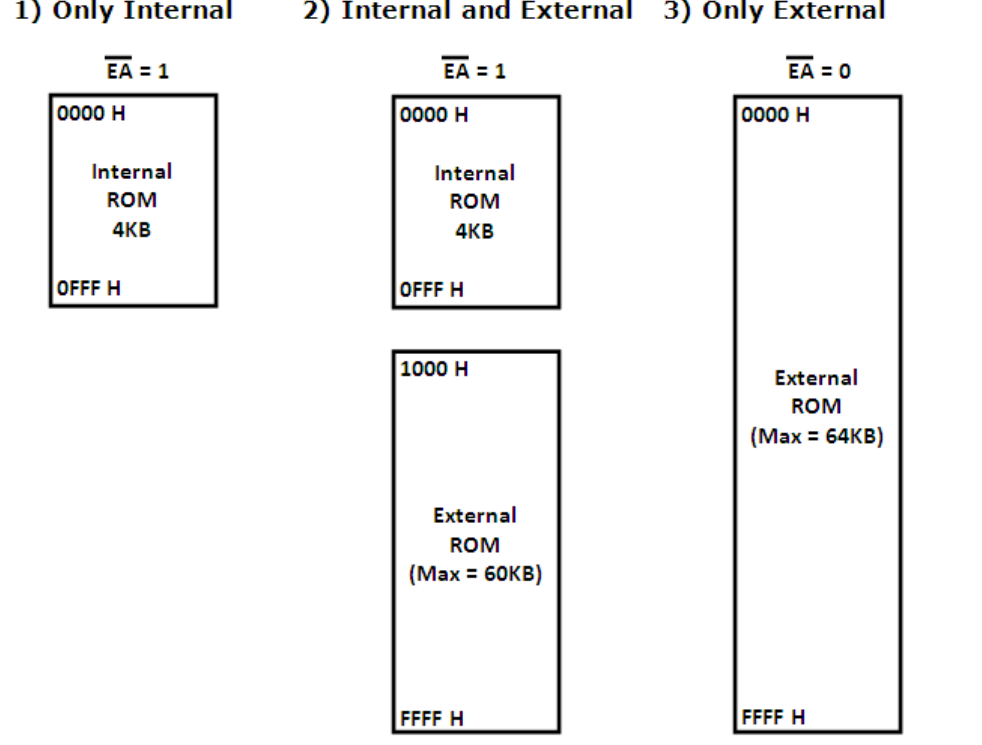 1) Only Internal
EA = 1
0000 H
Internal
ROM
4KB
0FFF H
2) Internal and External
EA = 1
0000 H
Internal
ROM
4KB
0FFF H
1000 H
External
ROM
(Max = 60KB)
FFFF H
3) Only External
EA = 0
0000 H
External
ROM
(Max = 64KB)
FFFF H